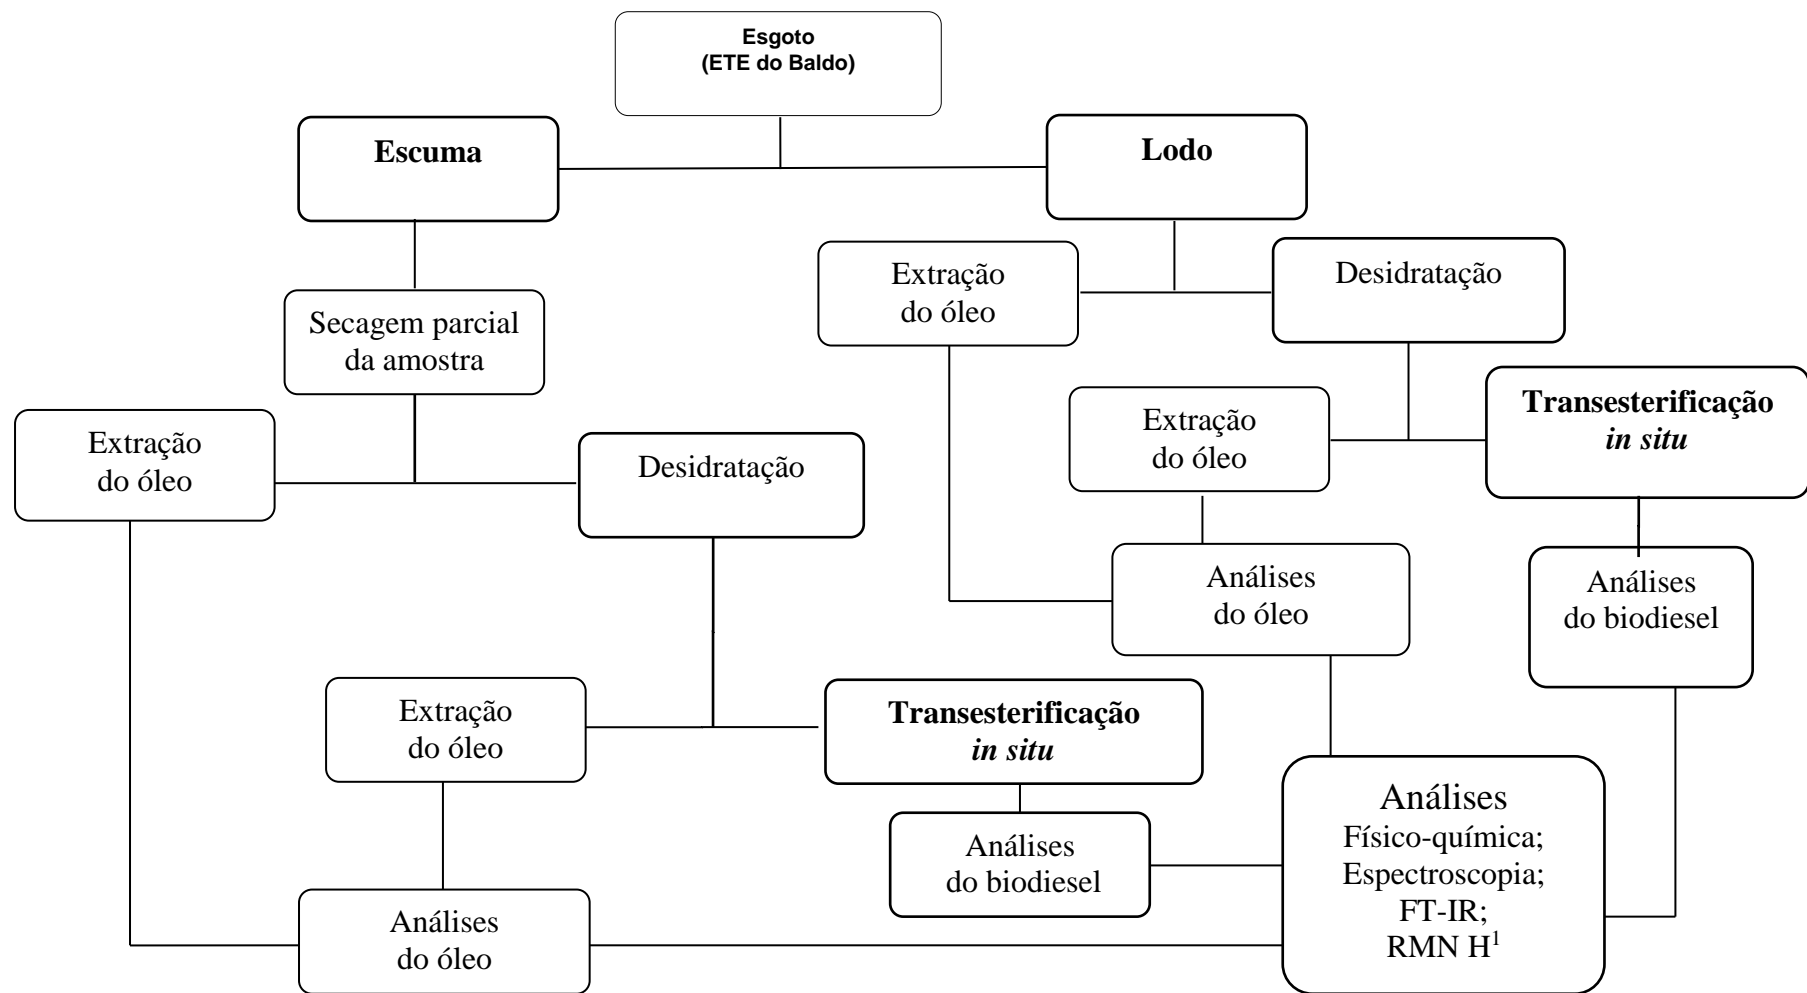 Esgoto
(ETE do Baldo)
Escuma
Lodo
Extração
do óleo
Desidratação
Secagem parcial
da amostra
Transesterificação
in situ
Extração
do óleo
Extração
do óleo
Desidratação
Análises
do óleo
Análises
do biodiesel
Extração
do óleo
Transesterificação
in situ
Análises
Físico-química;
Espectroscopia;
FT-IR;
RMN H¹
Análises
do biodiesel
Análises
do óleo